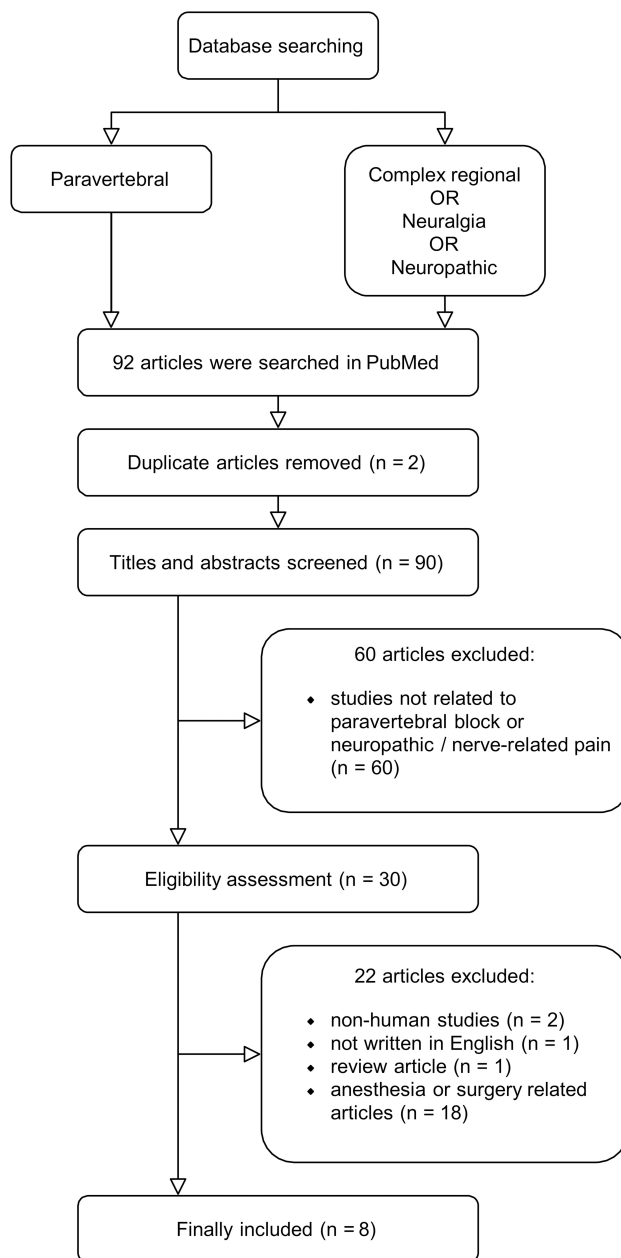 Database searching
Paravertebral
Complex regional
OR
Neuralgia
OR
Neuropathic
92 articles were searched in PubMed
Duplicate articles removed (n = 2)
Titles and abstracts screened (n = 90)
60 articles excluded:
• studies not related to
paravertebral block or
neuropathic / nerve-related pain
(n = 60)
Eligibility assessment (n = 30)
22 articles excluded:
• non-human studies (n = 2)
• not written in English (n = 1)
• review article (n = 1)
• anesthesia or surgery related
articles (n = 18)
Finally included (n = 8)